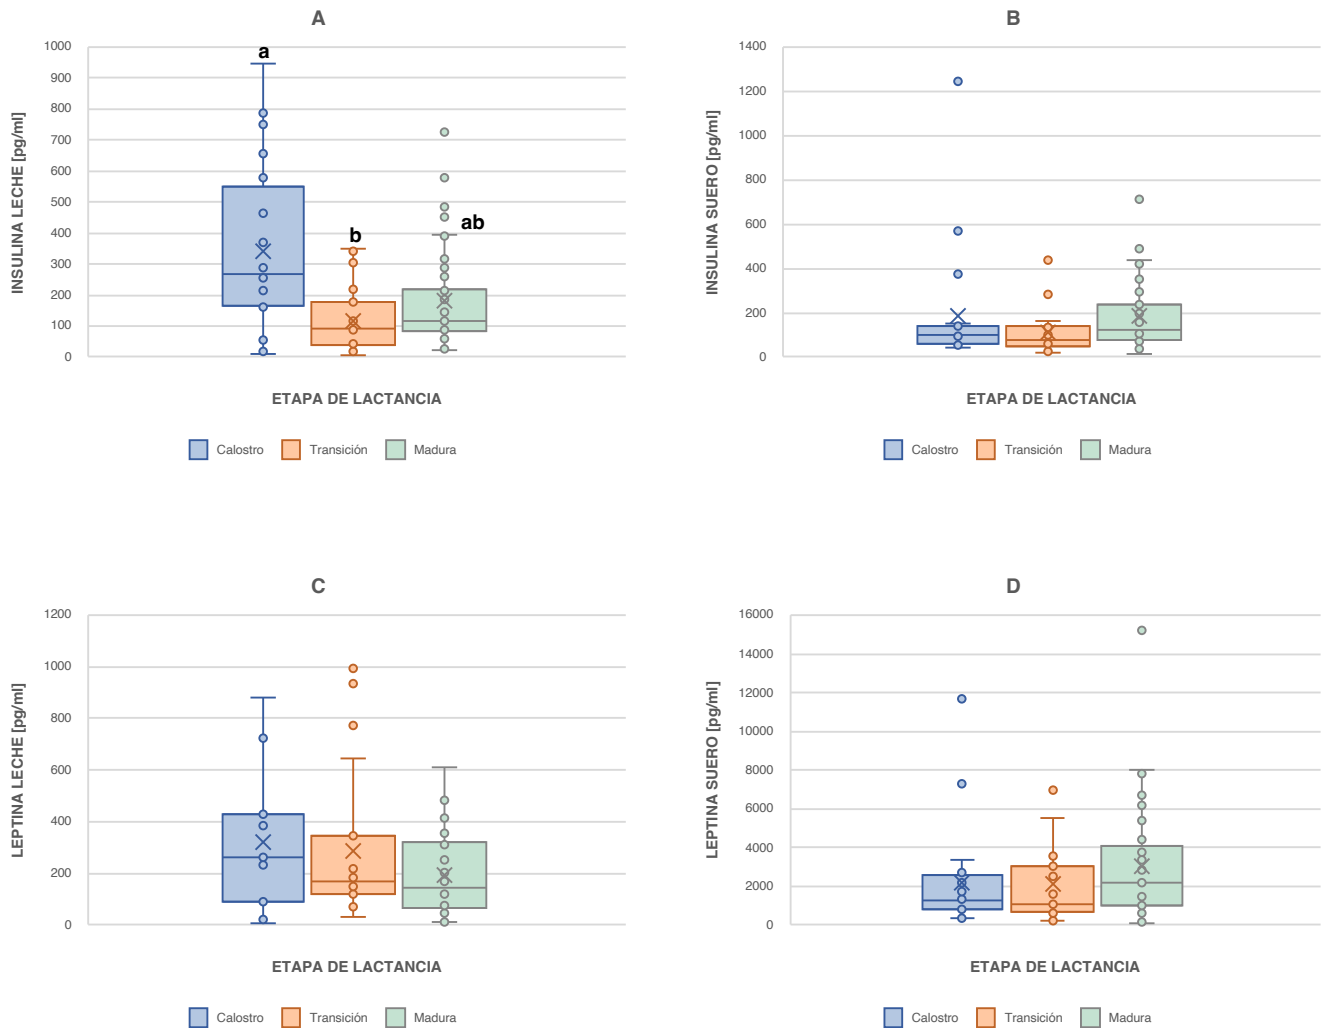 A
INSULINA LECHE [pg/ml]
1000
900
800
700
600
500
400
300
200
100
0
a
b
ab
ETAPA DE LACTANCIA
Calostro Transición Madura
B
INSULINA SUERO [pg/ml]
1400
1200
1000
800
600
400
200
0
ETAPA DE LACTANCIA
Calostro Transición Madura
C
LEPTINA LECHE [pg/ml]
1200
1000
800
600
400
200
0
ETAPA DE LACTANCIA
Calostro Transición Madura
D
LEPTINA SUERO [pg/ml]
16000
14000
12000
10000
8000
6000
4000
2000
0
ETAPA DE LACTANCIA
Calostro Transición Madura